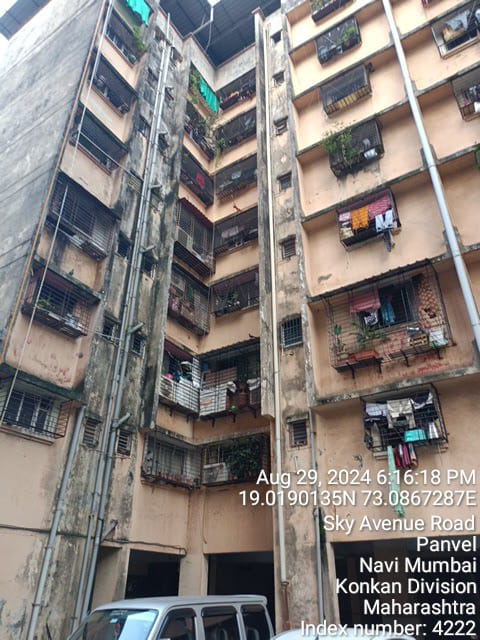 Aug 29, 2024 6:16:18 PM
19.0190135N 73.0867287E
Sky Avenue Road
Panvel
Navi Mumbai
Konkan Division
Maharashtra
Index number: 4222